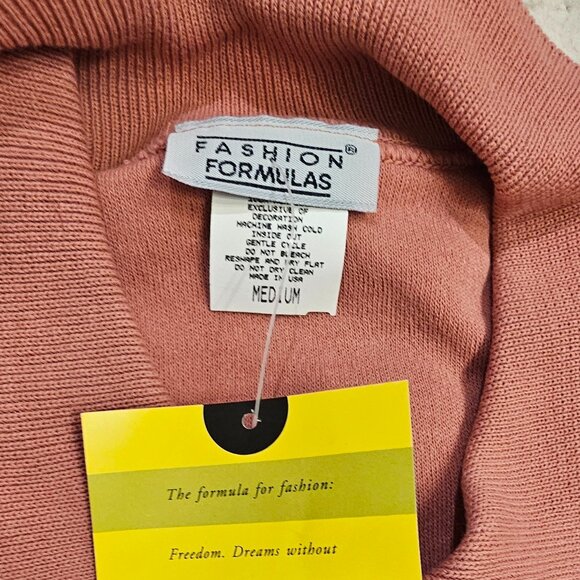 FASHION®
FORMULAS
EXCLUSIVE OF
DECORATION
MACHINE WASH COLD
INSIDE OUT
GENTLE CYCLE
DO NOT BLEACH
RESHAPE AND DRY FLAT
DO NOT DRY CLEAN
MADE IN USA
MEDIUM
The formula for fashion:
Freedom. Dreams without